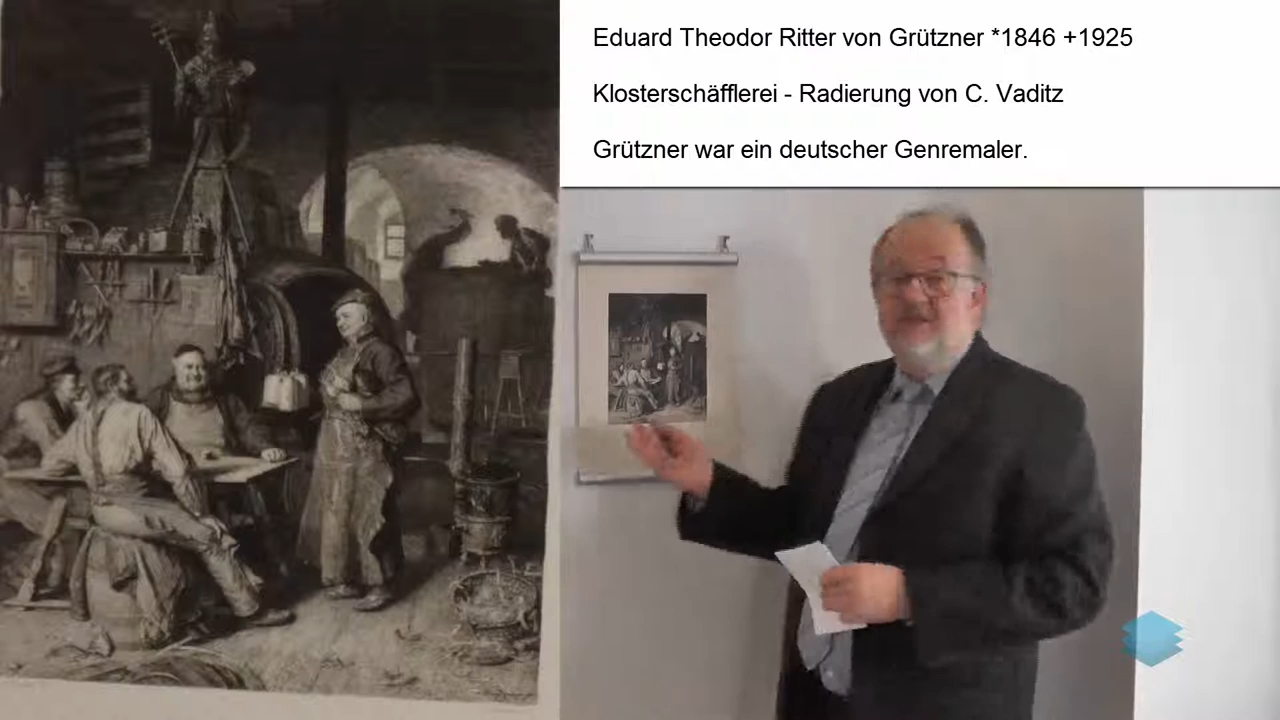 Eduard Theodor Ritter von Grützner *1846 +1925
Klosterschäfflerei - Radierung von C. Vaditz
Grützner war ein deutscher Genremaler.